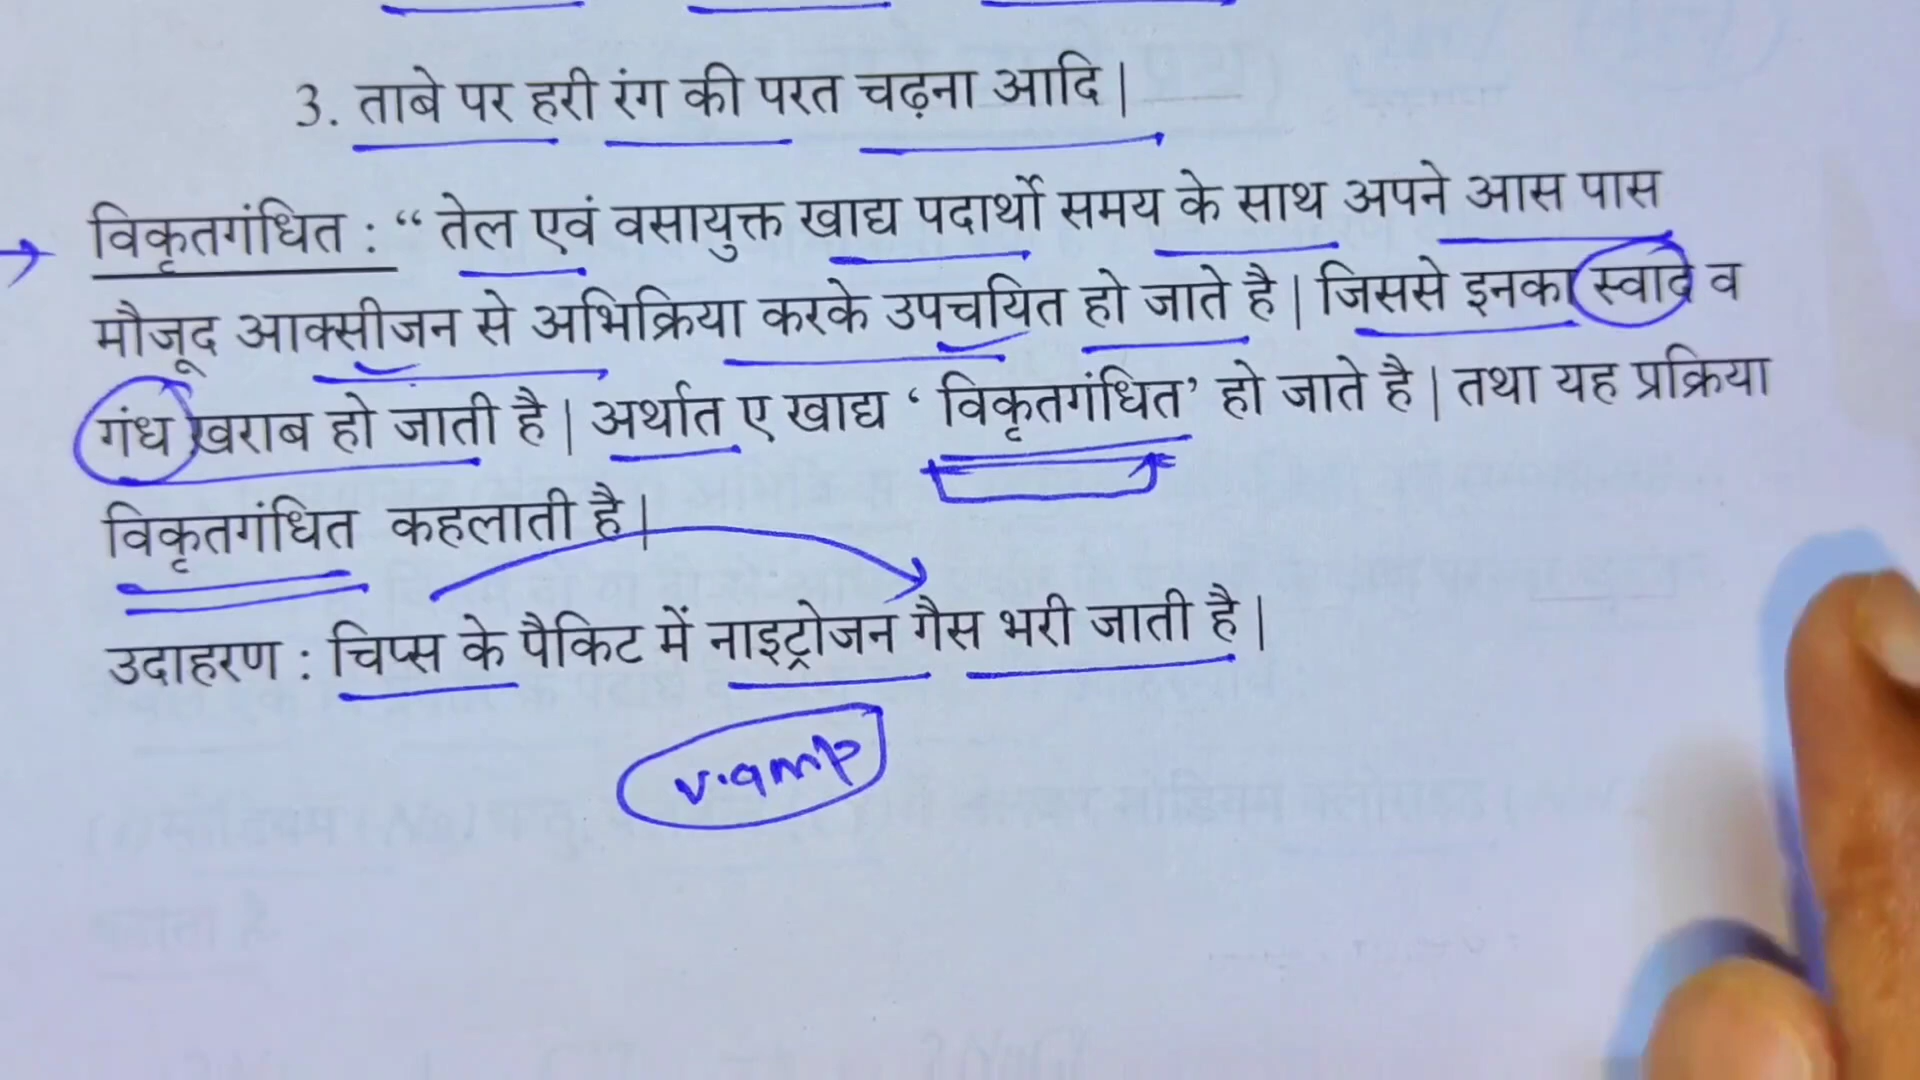 3. ताबे पर हरी रंग की परत चढ़ना आदि |
विकृतगंधित : “ तेल एवं वसायुक्त खाद्य पदार्थो समय के साथ अपने आस पास
मौजूद आक्सीजन से अभिक्रिया करके उपचयित हो जाते है | जिससे इनका स्वाद व
गंध खराब हो जाती है | अर्थात ए खाद्य ‘ विकृतगंधित’ हो जाते है | तथा यह प्रक्रिया
विकृतगंधित कहलाती है |
उदाहरण : चिप्स के पैकिट में नाइट्रोजन गैस भरी जाती है |
v.amp